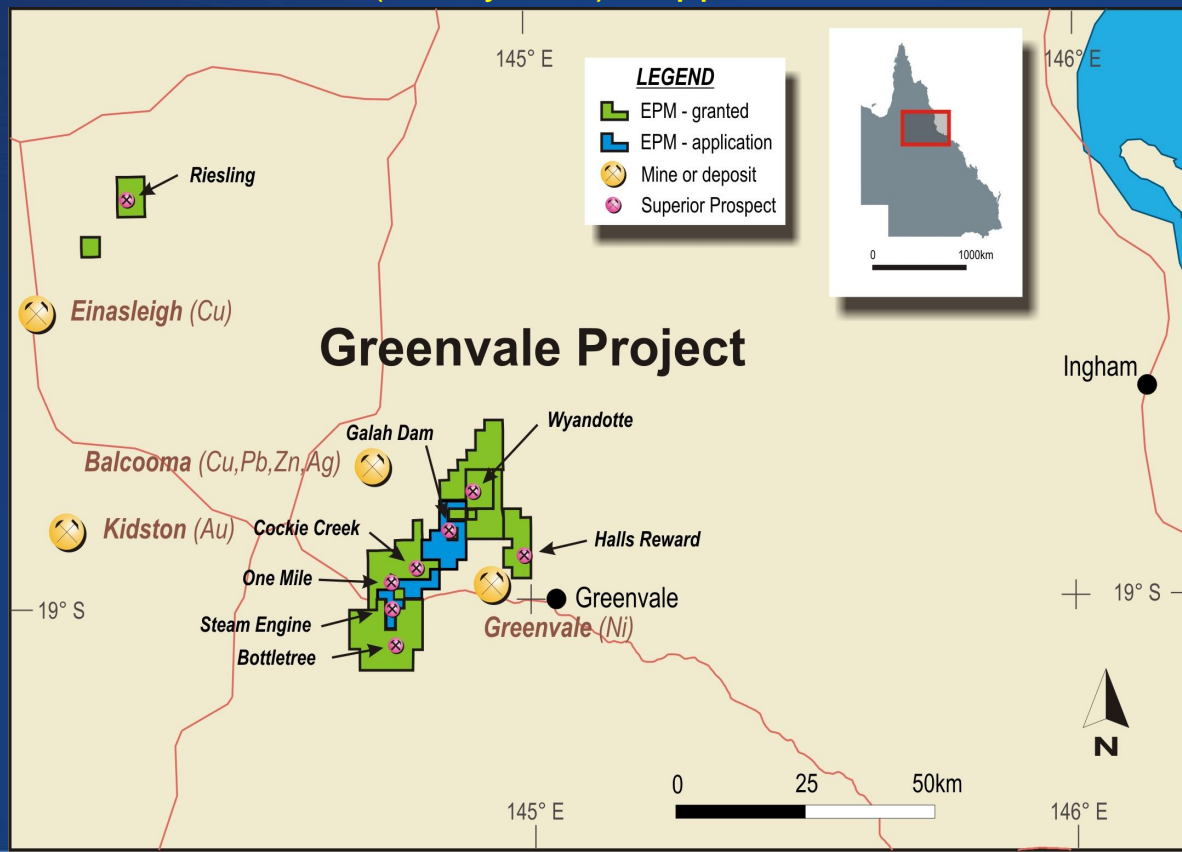 145° E
146° E
LEGEND
EPM - granted
EPM - application
Mine or deposit
Superior Prospect
0 1000km
Riesling
Einasleigh (Cu)
Greenvale Project
Ingham
Wyandotte
Galah Dam
Balcooma (Cu,Pb,Zn,Ag)
Kidston (Au)
Cockie Creek
Halls Reward
One Mile
Greenvale
19° S
19° S
Steam Engine
Greenvale (Ni)
Bottletree
N
0 25 50km
145° E
146° E